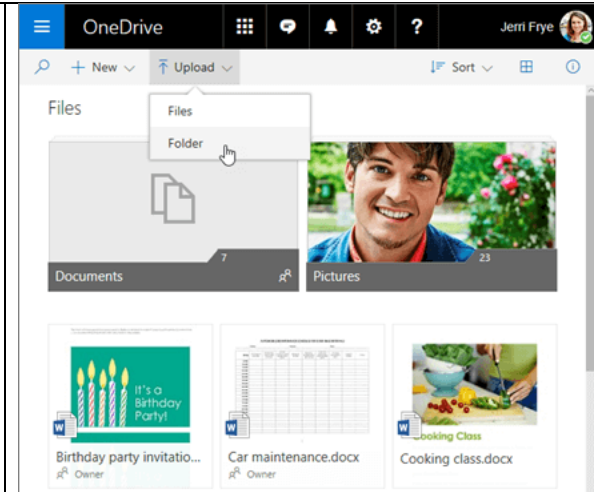 OneDrive
?
Jerri Frye
+ New
Upload
Sort
Files
Files
Folder
7
Documents
23
Pictures
It's a
Birthday
Party!
W
W
W
Cooking Class
Birthday party invitatio...
Car maintenance.docx
Cooking class.docx
Owner
Owner